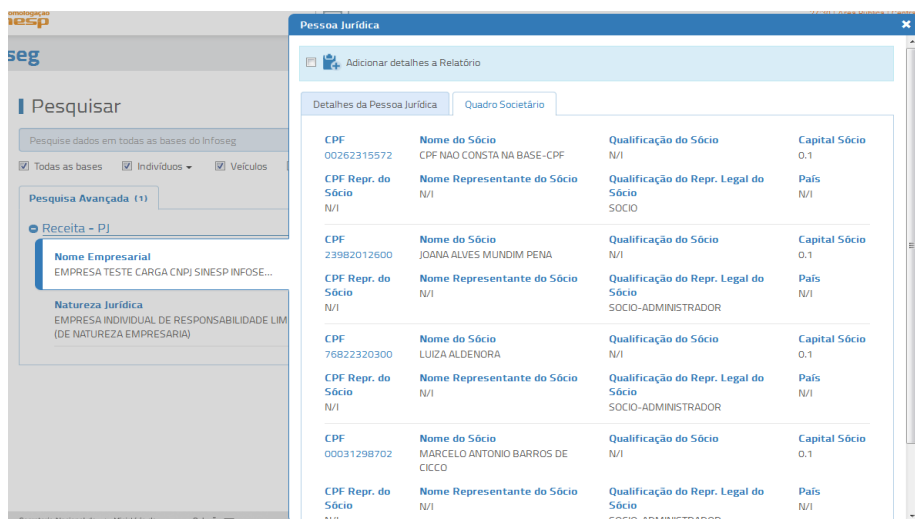 homologação
nesp
seg
Pesquisar
Pesquise dados em todas as bases do Infoseg
Todas as bases Indivíduos Veículos
Pesquisa Avançada (1)
Receita - PJ
Nome Empresarial
EMPRESA TESTE CARGA CNPJ SINESP INFOSE...
Natureza Jurídica
EMPRESA INDIVIDUAL DE RESPONSABILIDADE LIM
(DE NATUREZA EMPRESARIA)
Pessoa Jurídica
Adicionar detalhes a Relatório
Detalhes da Pessoa Jurídica Quadro Societário
CPF Nome do Sócio Qualificação do Sócio Capital Sócio
00262315572 CPF NAO CONSTA NA BASE-CPF N/I 0.1
CPF Repr. do Nome Representante do Sócio Qualificação do Repr. Legal do País
Sócio N/I Sócio N/I
N/I SOCIO
CPF Nome do Sócio Qualificação do Sócio Capital Sócio
23982012600 JOANA ALVES MUNDIM PENA N/I 0.1
CPF Repr. do Nome Representante do Sócio Qualificação do Repr. Legal do País
Sócio N/I Sócio N/I
N/I SOCIO-ADMINISTRADOR
CPF Nome do Sócio Qualificação do Sócio Capital Sócio
76822320300 LUIZA ALDENORA N/I 0.1
CPF Repr. do Nome Representante do Sócio Qualificação do Repr. Legal do País
Sócio N/I Sócio N/I
N/I SOCIO-ADMINISTRADOR
CPF Nome do Sócio Qualificação do Sócio Capital Sócio
00031298702 MARCELO ANTONIO BARROS DE N/I 0.1
CICCO
CPF Repr. do Nome Representante do Sócio Qualificação do Repr. Legal do País
Sócio N/I Sócio N/I
N/I SOCIO-ADMINISTRADOR